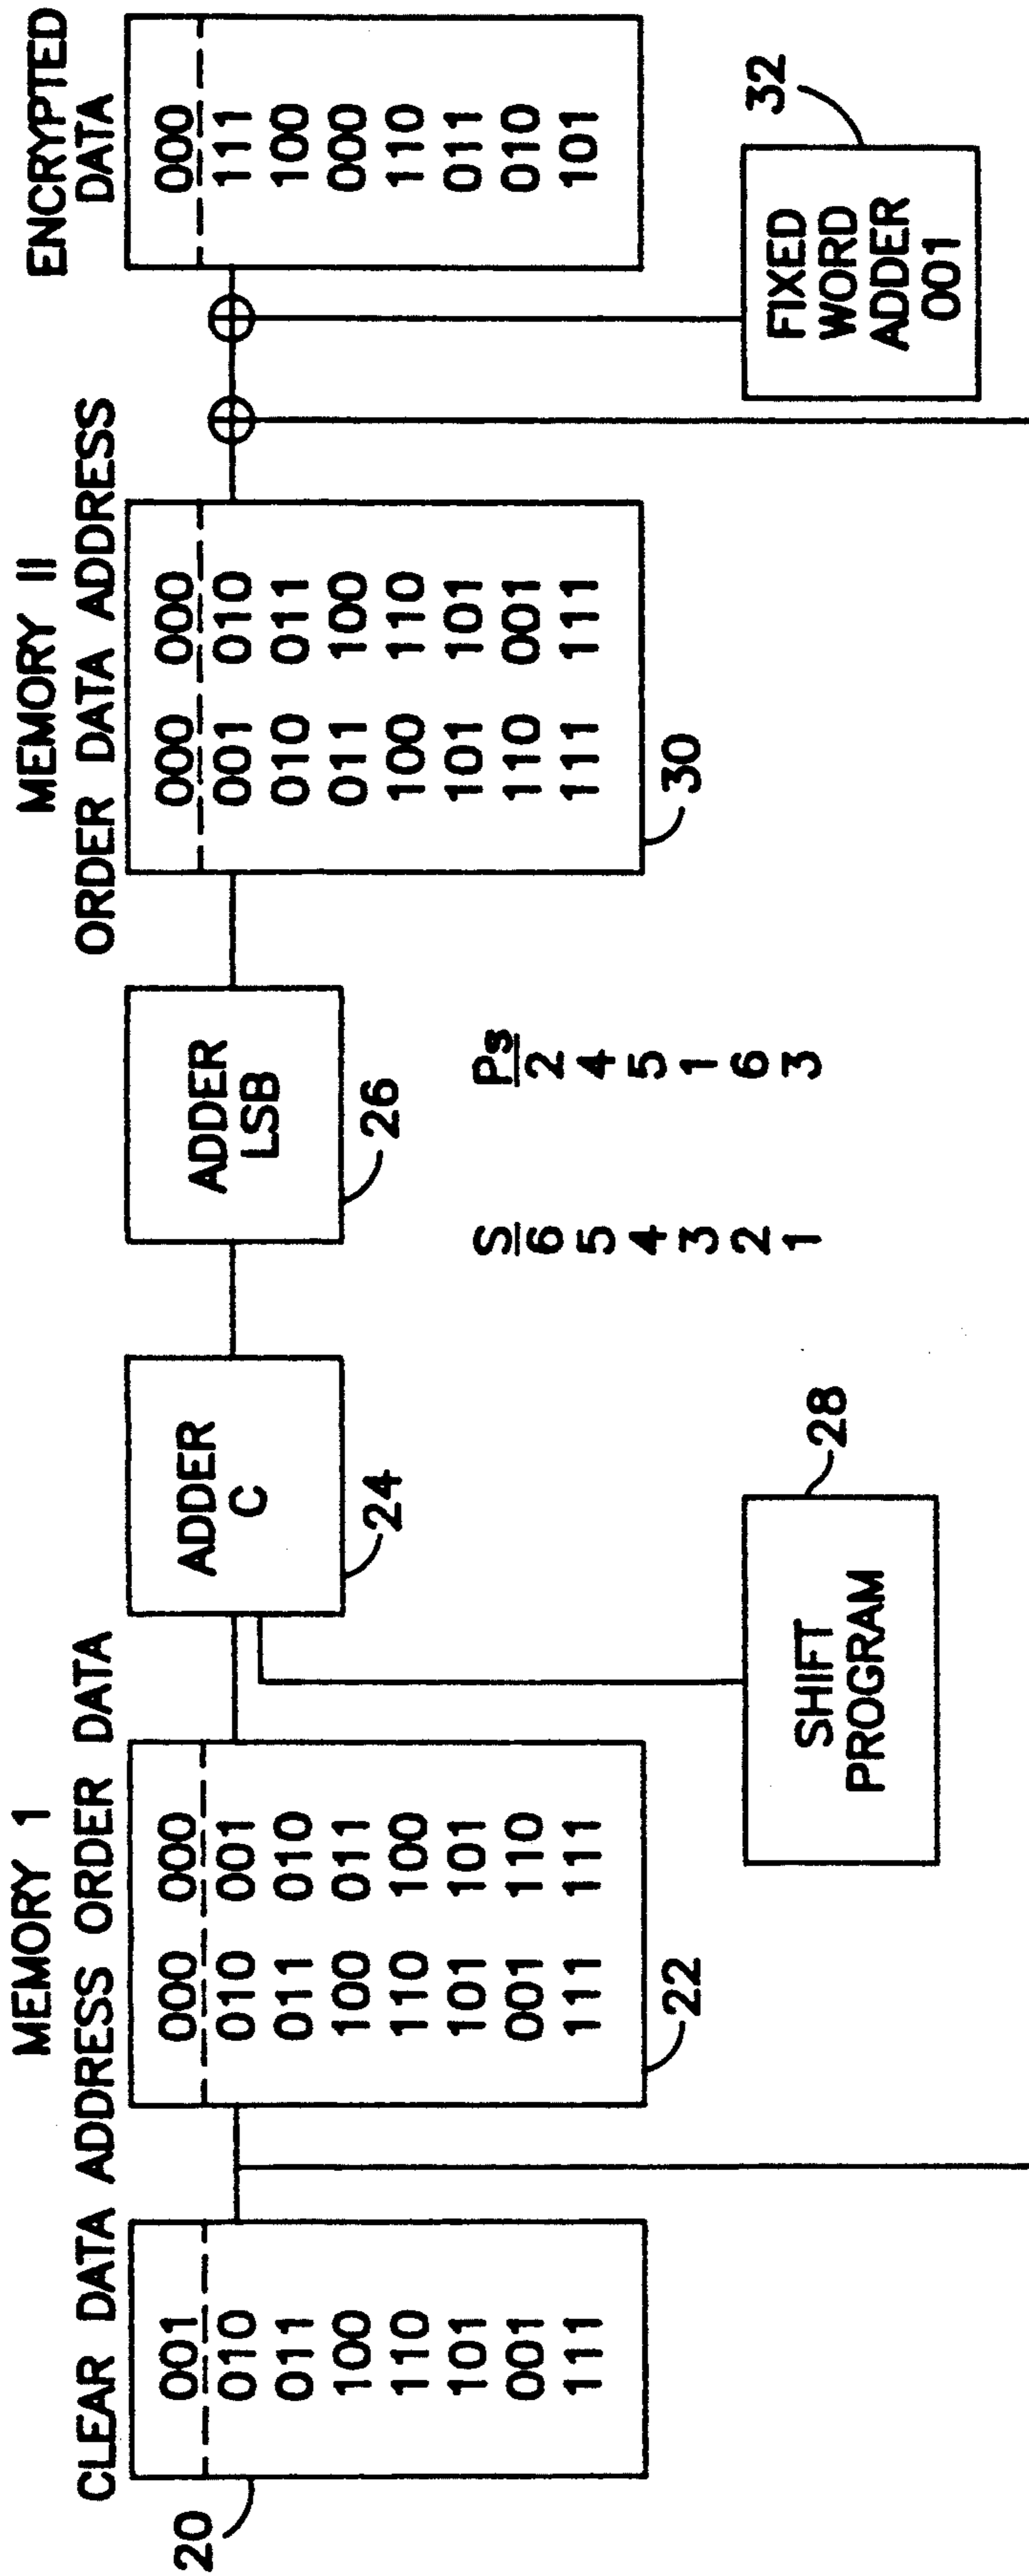 MEMORY 1
CLEAR DATA ADDRESS ORDER DATA
MEMORY II
ORDER DATA ADDRESS
ENCRYPTED
DATA
001
010
011
100
110
101
001
111
20
000 000
010 001
011 010
100 011
110 100
101 101
001 110
111 111
22
ADDER
C
24
SHIFT
PROGRAM
28
ADDER
LSB
26
S Ps
6 2
5 4
4 5
3 1
2 6
1 3
000 000
001 010
010 011
011 100
100 110
101 101
110 001
111 111
30
000
111
100
000
110
011
010
101
FIXED
WORD
ADDER
001
32